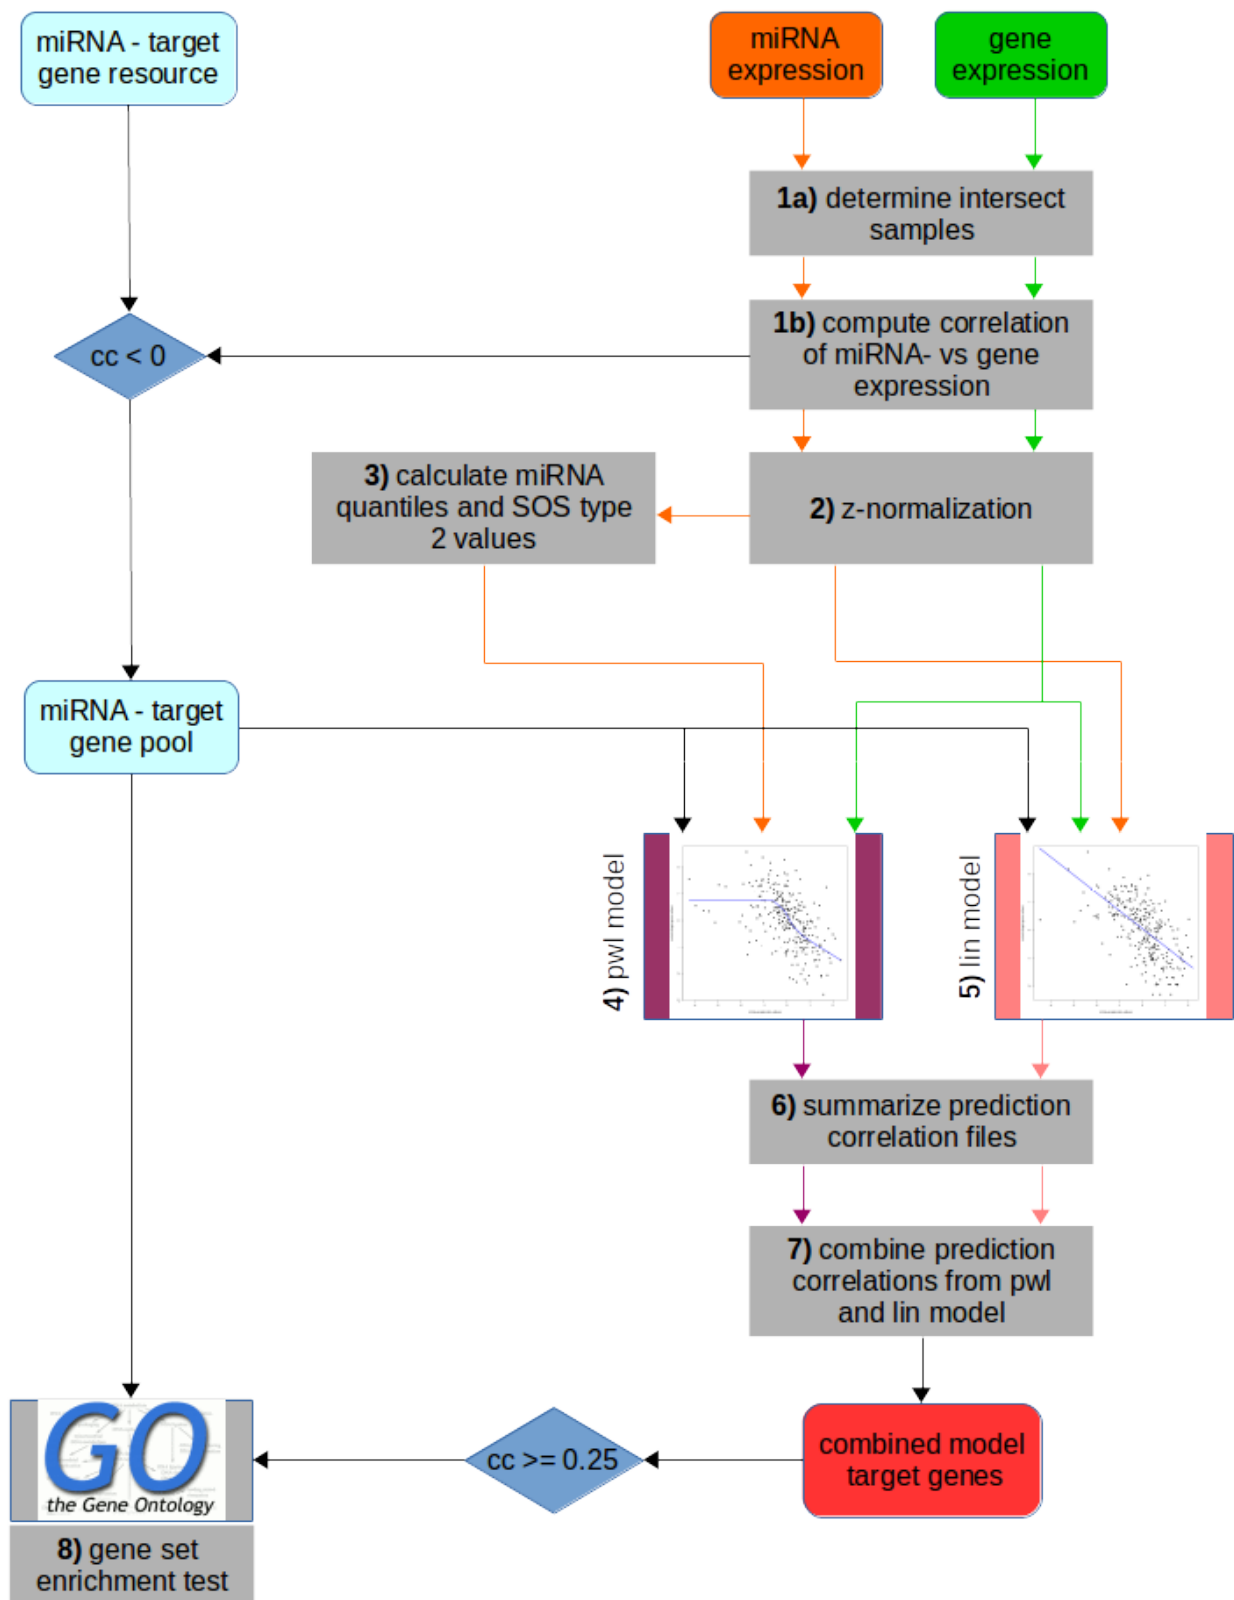 miRNA - target
gene resource
miRNA
expression
gene
expression
1a) determine intersect
samples
1b) compute correlation
of miRNA- vs gene
expression
cc < 0
3) calculate miRNA
quantiles and SOS type
2 values
2) z-normalization
miRNA - target
gene pool
4) pwl model
5) lin model
6) summarize prediction
correlation files
7) combine prediction
correlations from pwl
and lin model
combined model
target genes
cc >= 0.25
GO
the Gene Ontology
8) gene set
enrichment test